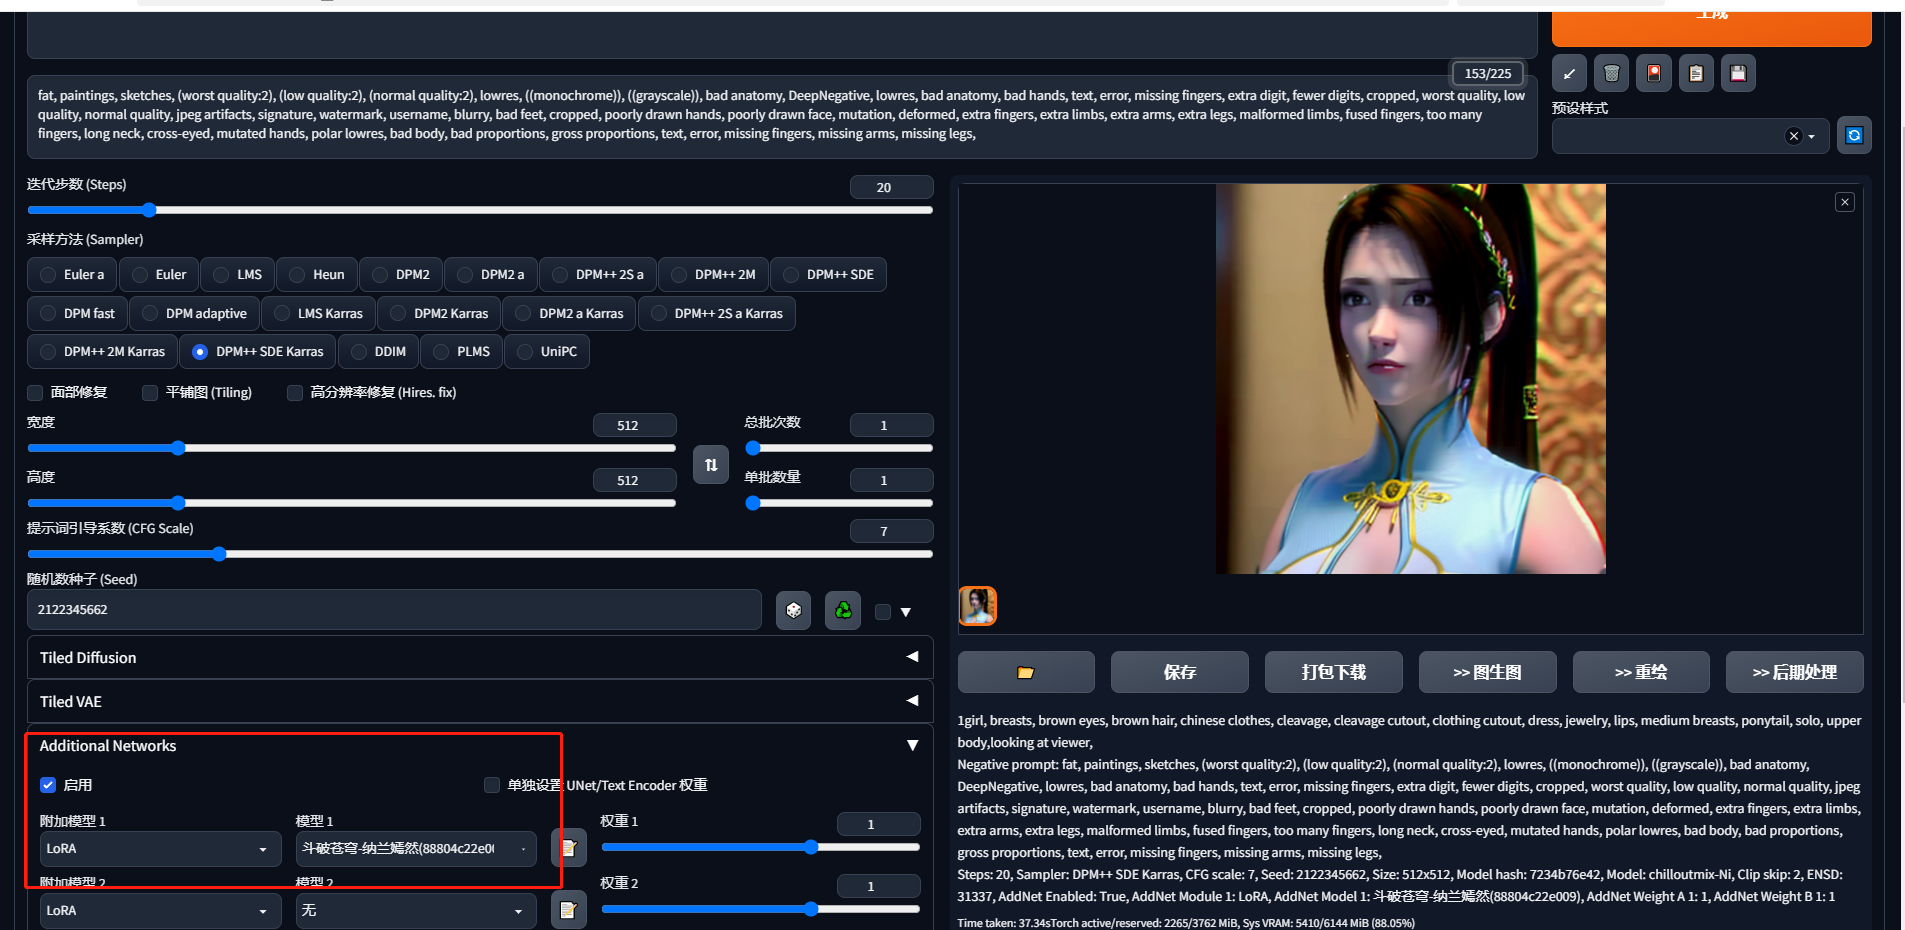 生成
153/225
fat, paintings, sketches, (worst quality:2), (low quality:2), (normal quality:2), lowres, ((monochrome)), ((grayscale)), bad anatomy, DeepNegative, lowres, bad anatomy, bad hands, text, error, missing fingers, extra digit, fewer digits, cropped, worst quality, low
quality, normal quality, jpeg artifacts, signature, watermark, username, blurry, bad feet, cropped, poorly drawn hands, poorly drawn face, mutation, deformed, extra fingers, extra limbs, extra arms, extra legs, malformed limbs, fused fingers, too many
fingers, long neck, cross-eyed, mutated hands, polar lowres, bad body, bad proportions, gross proportions, text, error, missing fingers, missing arms, missing legs,
预设样式
迭代步数 (Steps)
20
采样方法 (Sampler)
Euler a
Euler
LMS
Heun
DPM2
DPM2 a
DPM++ 2S a
DPM++ 2M
DPM++ SDE
DPM fast
DPM adaptive
LMS Karras
DPM2 Karras
DPM2 a Karras
DPM++ 2S a Karras
DPM++ 2M Karras
DPM++ SDE Karras
DDIM
PLMS
UniPC
面部修复
平铺图 (Tiling)
高分辨率修复 (Hires. fix)
宽度
512
总批次数
1
高度
512
单批数量
1
提示词引导系数 (CFG Scale)
7
随机数种子 (Seed)
2122345662
Tiled Diffusion
Tiled VAE
Additional Networks
启用
单独设置 UNet/Text Encoder 权重
附加模型 1
模型 1
权重 1
1
LoRA
斗破苍穹-纳兰嫣然(88804c22e0
附加模型 2
模型 2
权重 2
1
LoRA
无
保存
打包下载
>> 图生图
>> 重绘
>> 后期处理
1girl, breasts, brown eyes, brown hair, chinese clothes, cleavage, cleavage cutout, clothing cutout, dress, jewelry, lips, medium breasts, ponytail, solo, upper
body,looking at viewer,
Negative prompt: fat, paintings, sketches, (worst quality:2), (low quality:2), (normal quality:2), lowres, ((monochrome)), ((grayscale)), bad anatomy,
DeepNegative, lowres, bad anatomy, bad hands, text, error, missing fingers, extra digit, fewer digits, cropped, worst quality, low quality, normal quality, jpeg
artifacts, signature, watermark, username, blurry, bad feet, cropped, poorly drawn hands, poorly drawn face, mutation, deformed, extra fingers, extra limbs,
extra arms, extra legs, malformed limbs, fused fingers, too many fingers, long neck, cross-eyed, mutated hands, polar lowres, bad body, bad proportions,
gross proportions, text, error, missing fingers, missing arms, missing legs,
Steps: 20, Sampler: DPM++ SDE Karras, CFG scale: 7, Seed: 2122345662, Size: 512x512, Model hash: 7234b76e42, Model: chilloutmix-Ni, Clip skip: 2, ENSD:
31337, AddNet Enabled: True, AddNet Module 1: LoRA, AddNet Model 1: 斗破苍穹-纳兰嫣然(88804c22e009), AddNet Weight A 1: 1, AddNet Weight B 1: 1
Time taken: 37.34sTorch active/reserved: 2265/3762 MiB, Sys VRAM: 5410/6144 MiB (88.05%)